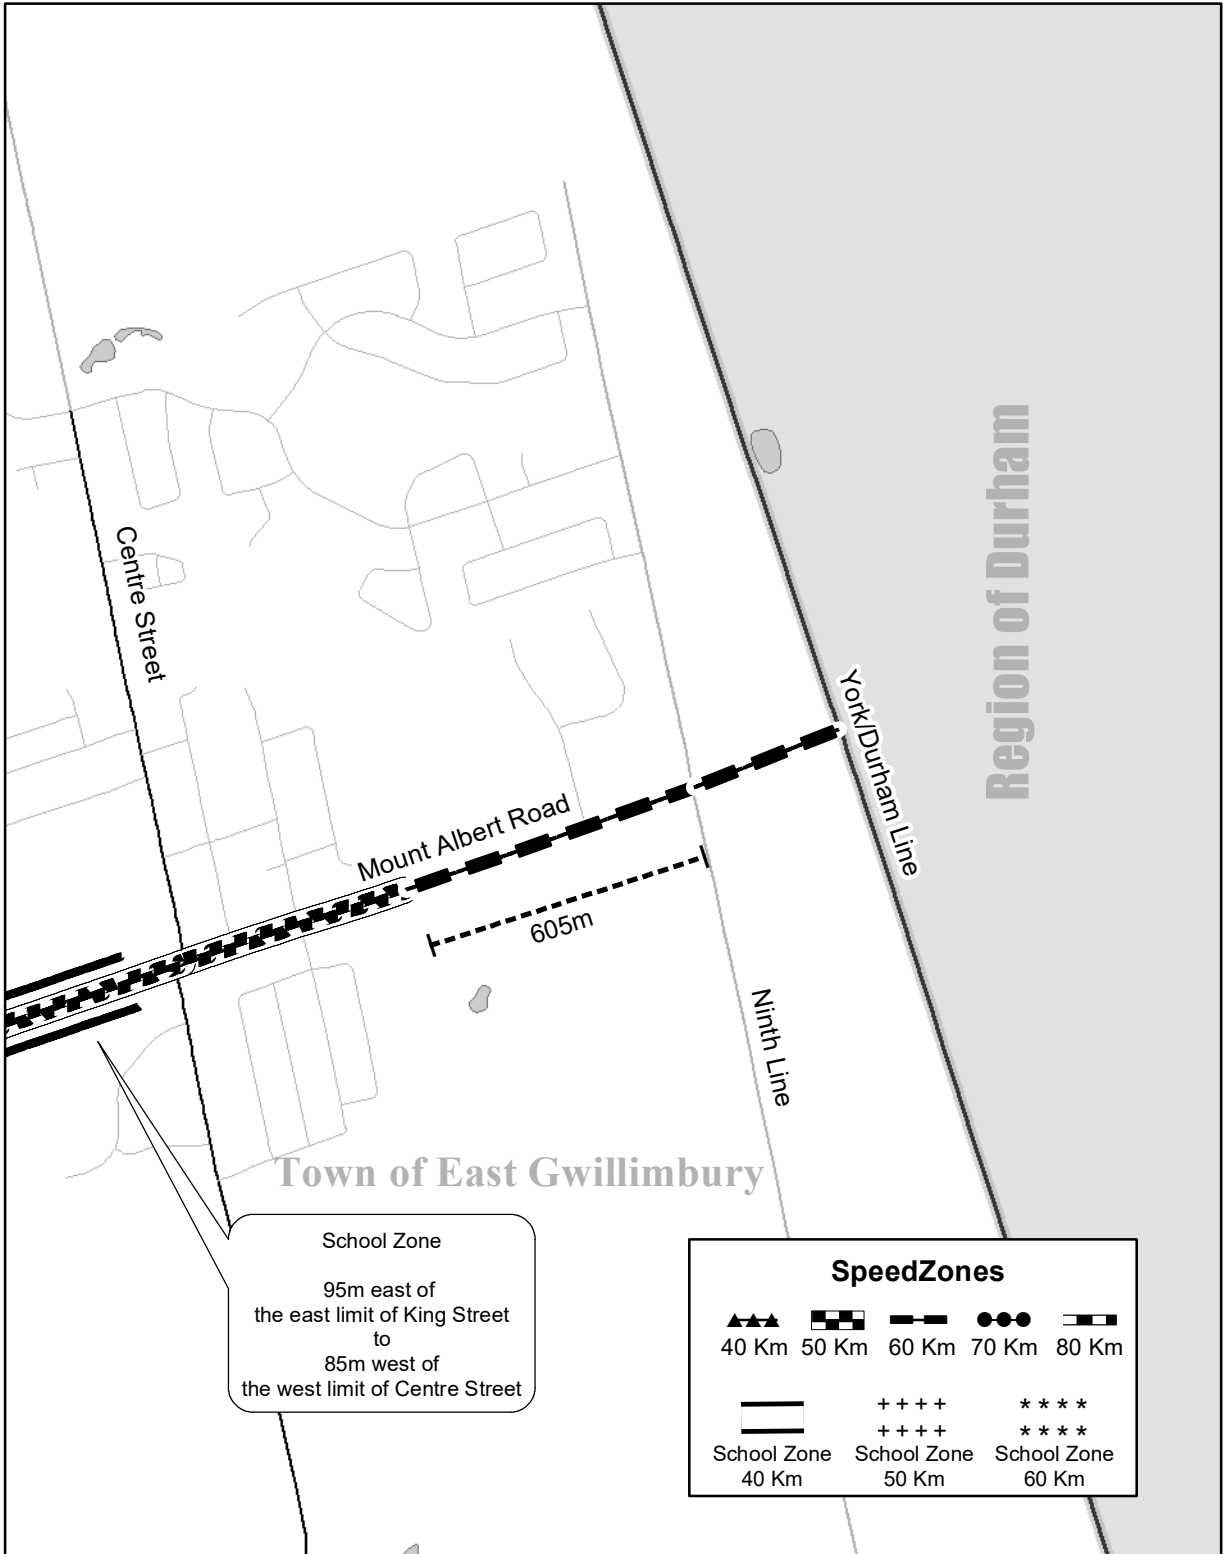 Region of Durham
Centre Street
York/Durham Line
Mount Albert Road
605m
Ninth Line
Town of East Gwillimbury
School Zone
95m east of
the east limit of King Street
to
85m west of
the west limit of Centre Street
SpeedZones
40 Km 50 Km 60 Km 70 Km 80 Km
School Zone School Zone School Zone
40 Km 50 Km 60 Km